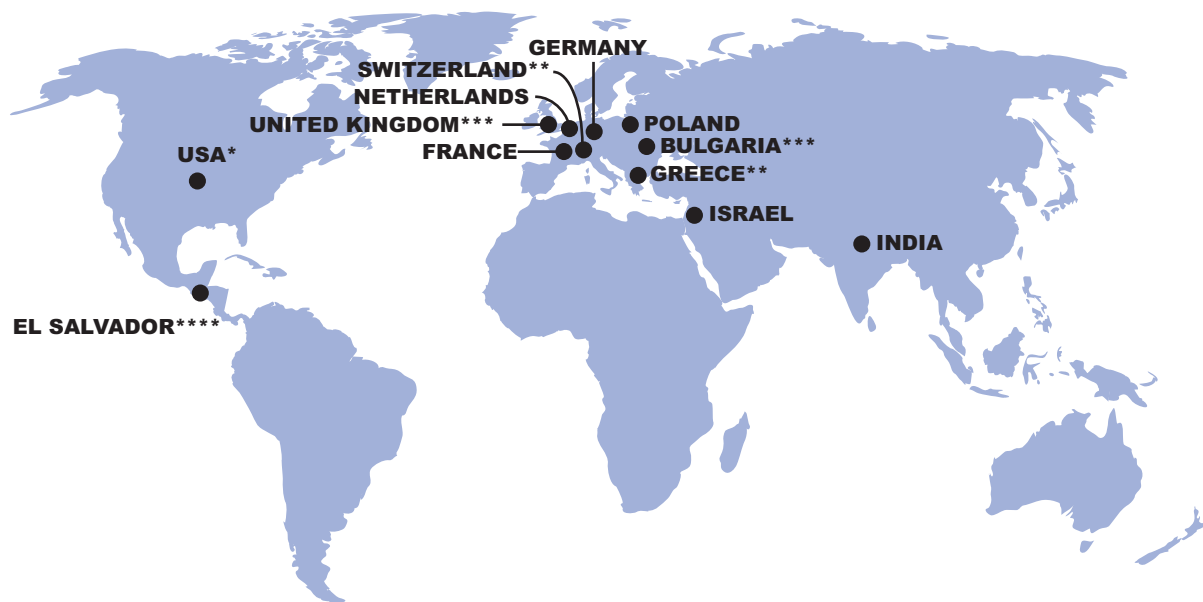 GERMANY
SWITZERLAND**
NETHERLANDS
UNITED KINGDOM***
POLAND
USA*
FRANCE
BULGARIA***
GREECE**
ISRAEL
INDIA
EL SALVADOR****